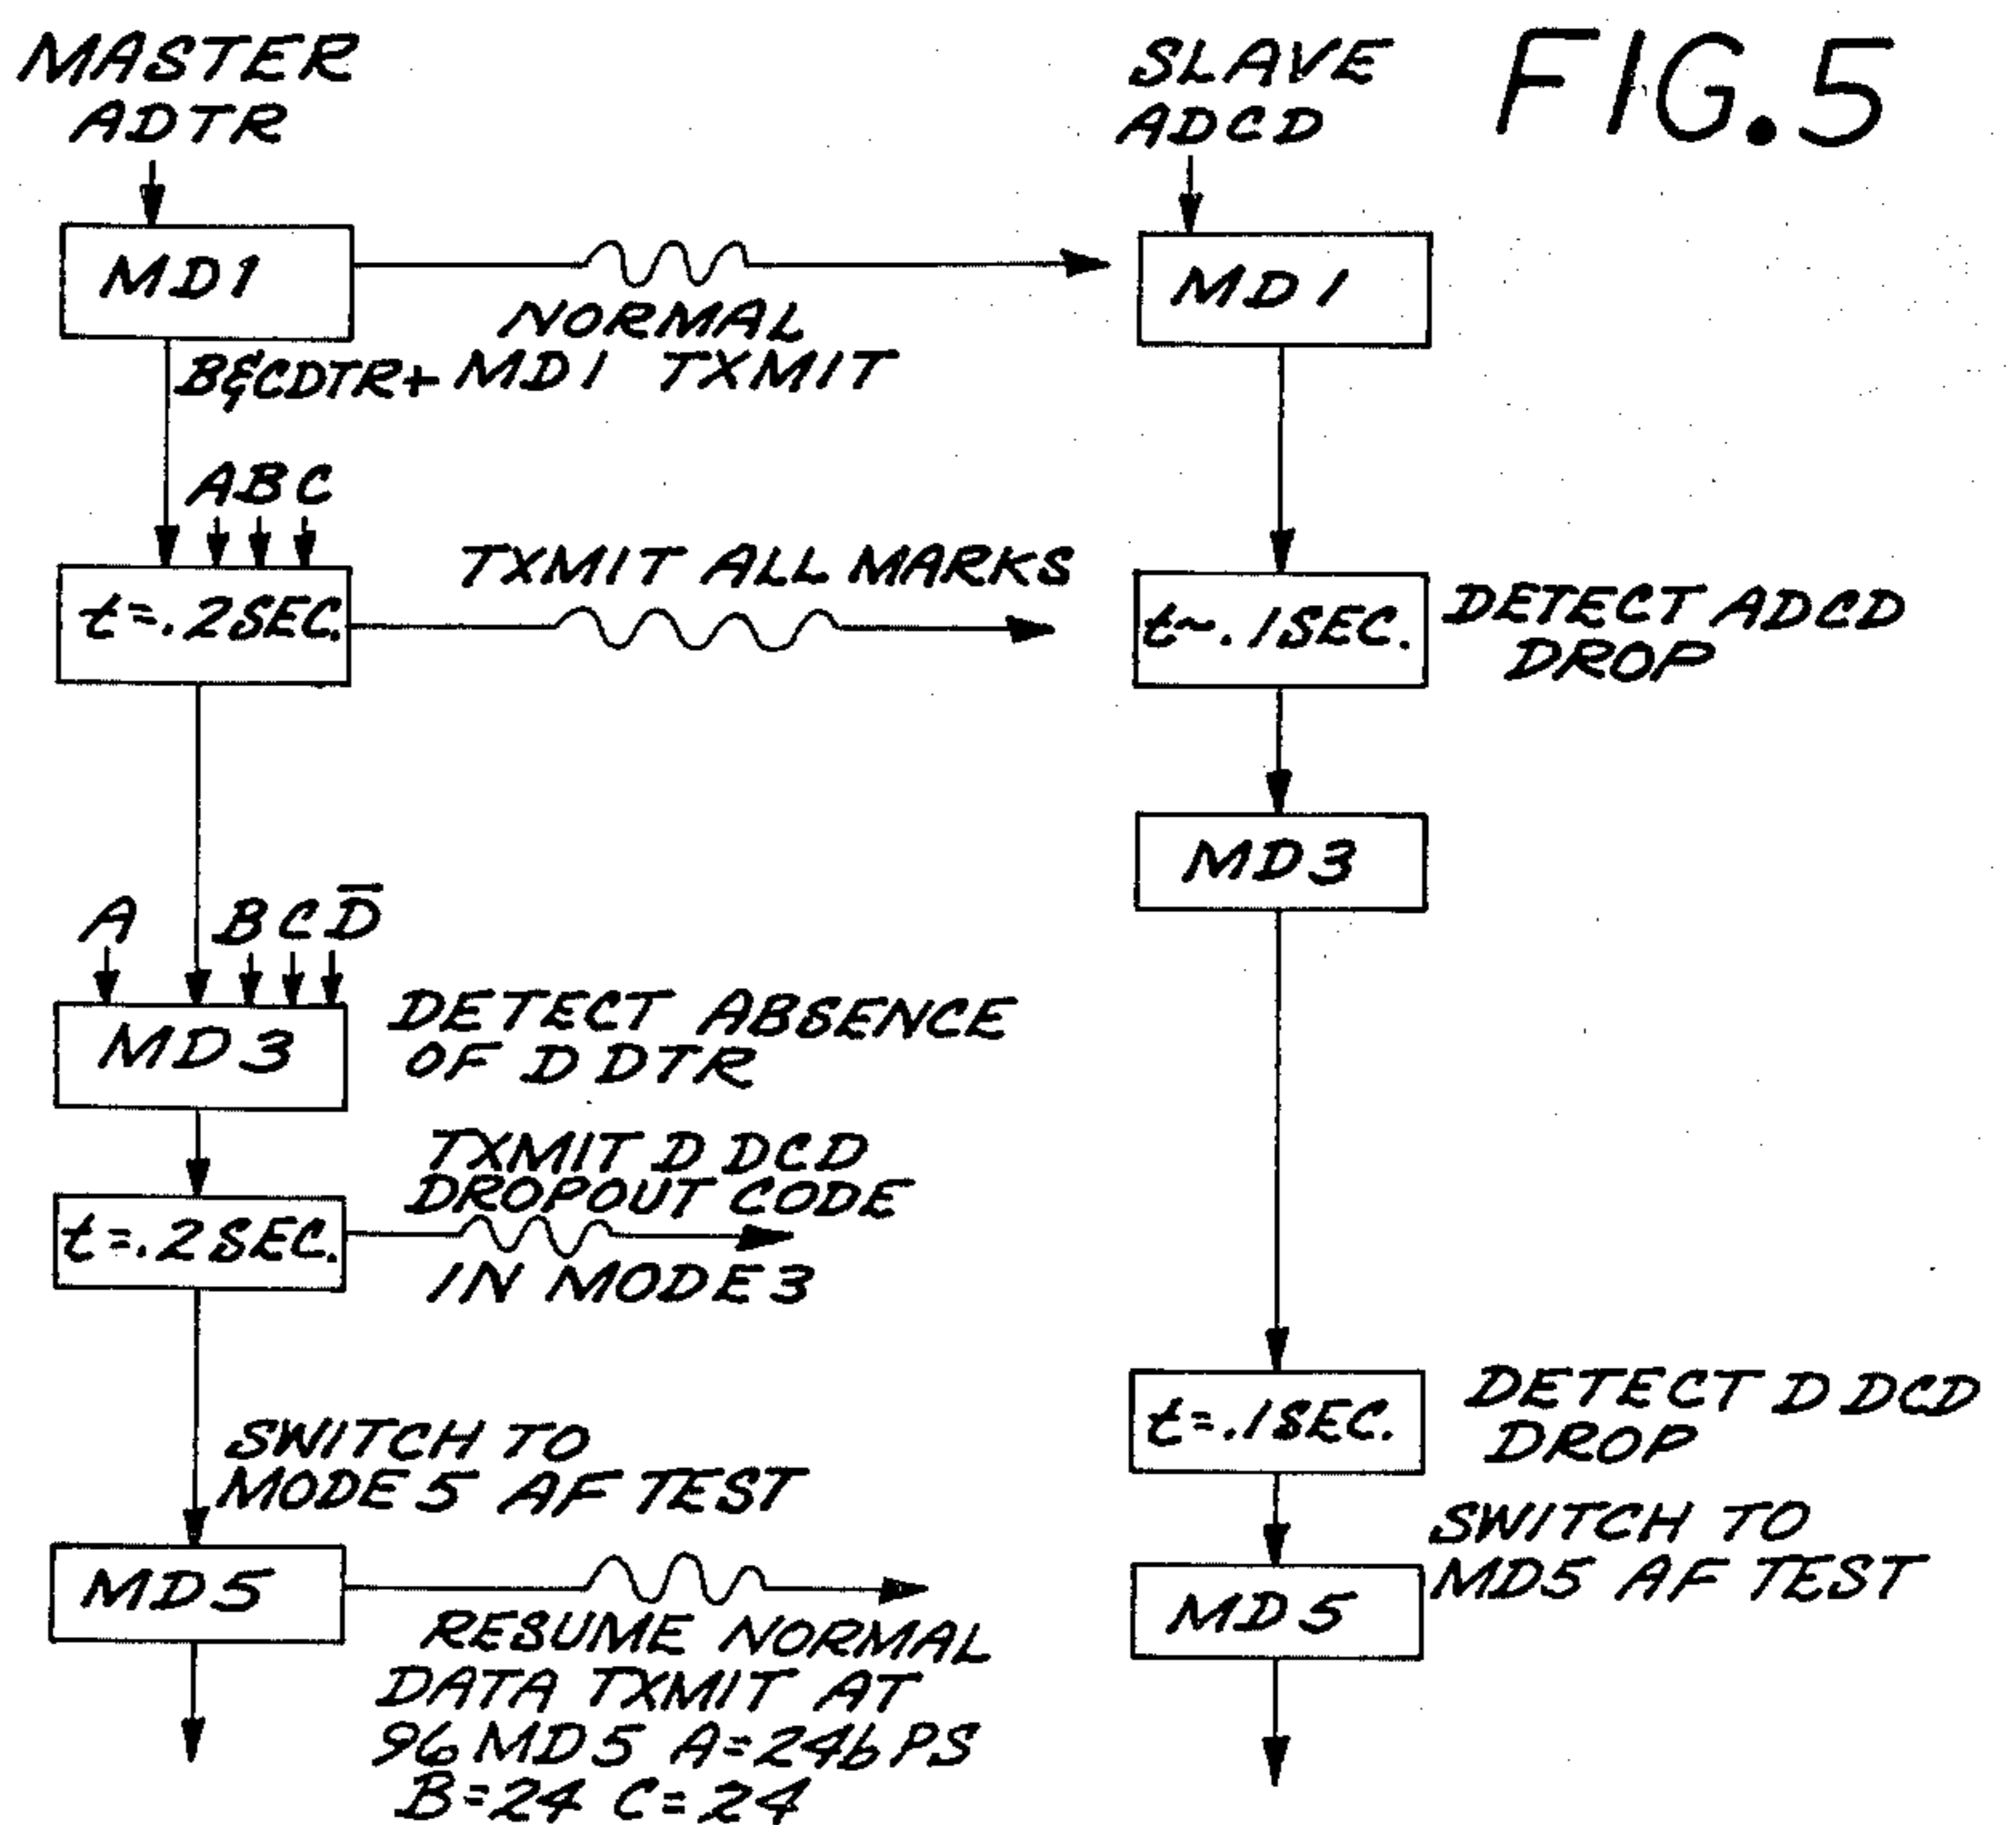 FIG. 5
MASTER
ADTR
SLAVE
ADCD
MD1
NORMAL
MD1 TXMIT
MD1
B&CDTR+
A B C
t=.2SEC.
TXMIT ALL MARKS
t~.1SEC.
DETECT ADCD
DROP
MD3
A B C D̅
MD3
DETECT ABSENCE
OF D DTR
t=.2SEC.
TXMIT D DCD
DROPOUT CODE
IN MODE 3
t=.1SEC.
DETECT D DCD
DROP
SWITCH TO
MODE 5 AF TEST
SWITCH TO
MD5 AF TEST
MD5
RESUME NORMAL
DATA TXMIT AT
96 MD5 A=24bPS
B=24 C=24
MD5